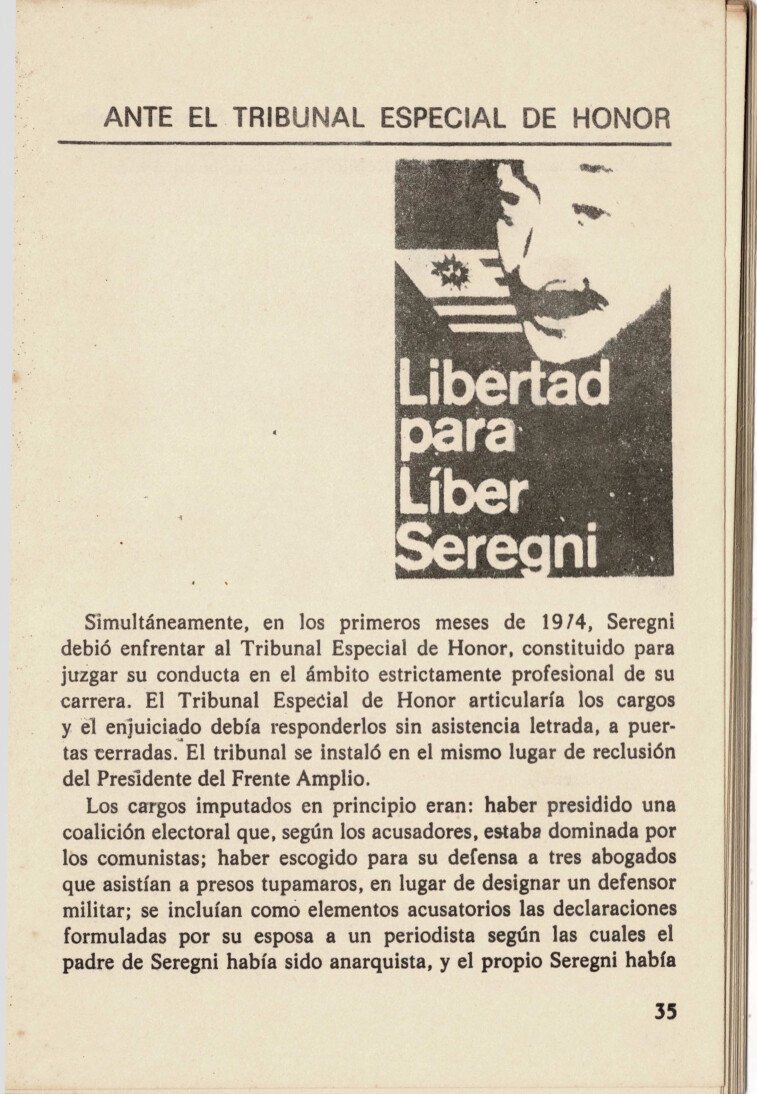 ANTE EL TRIBUNAL ESPECIAL DE HONOR
Libertad
para
Líber
Seregni
Simultáneamente, en los primeros meses de 1974, Seregni
debió enfrentar al Tribunal Especial de Honor, constituido para
juzgar su conducta en el ámbito estrictamente profesional de su
carrera. El Tribunal Especial de Honor articularía los cargos
y el enjuiciado debía responderlos sin asistencia letrada, a puer-
tas cerradas. El tribunal se instaló en el mismo lugar de reclusión
del Presidente del Frente Amplio.
Los cargos imputados en principio eran: haber presidido una
coalición electoral que, según los acusadores, estaba dominada por
los comunistas; haber escogido para su defensa a tres abogados
que asistían a presos tupamaros, en lugar de designar un defensor
militar; se incluían como elementos acusatorios las declaraciones
formuladas por su esposa a un periodista según las cuales el
padre de Seregni había sido anarquista, y el propio Seregni había
35